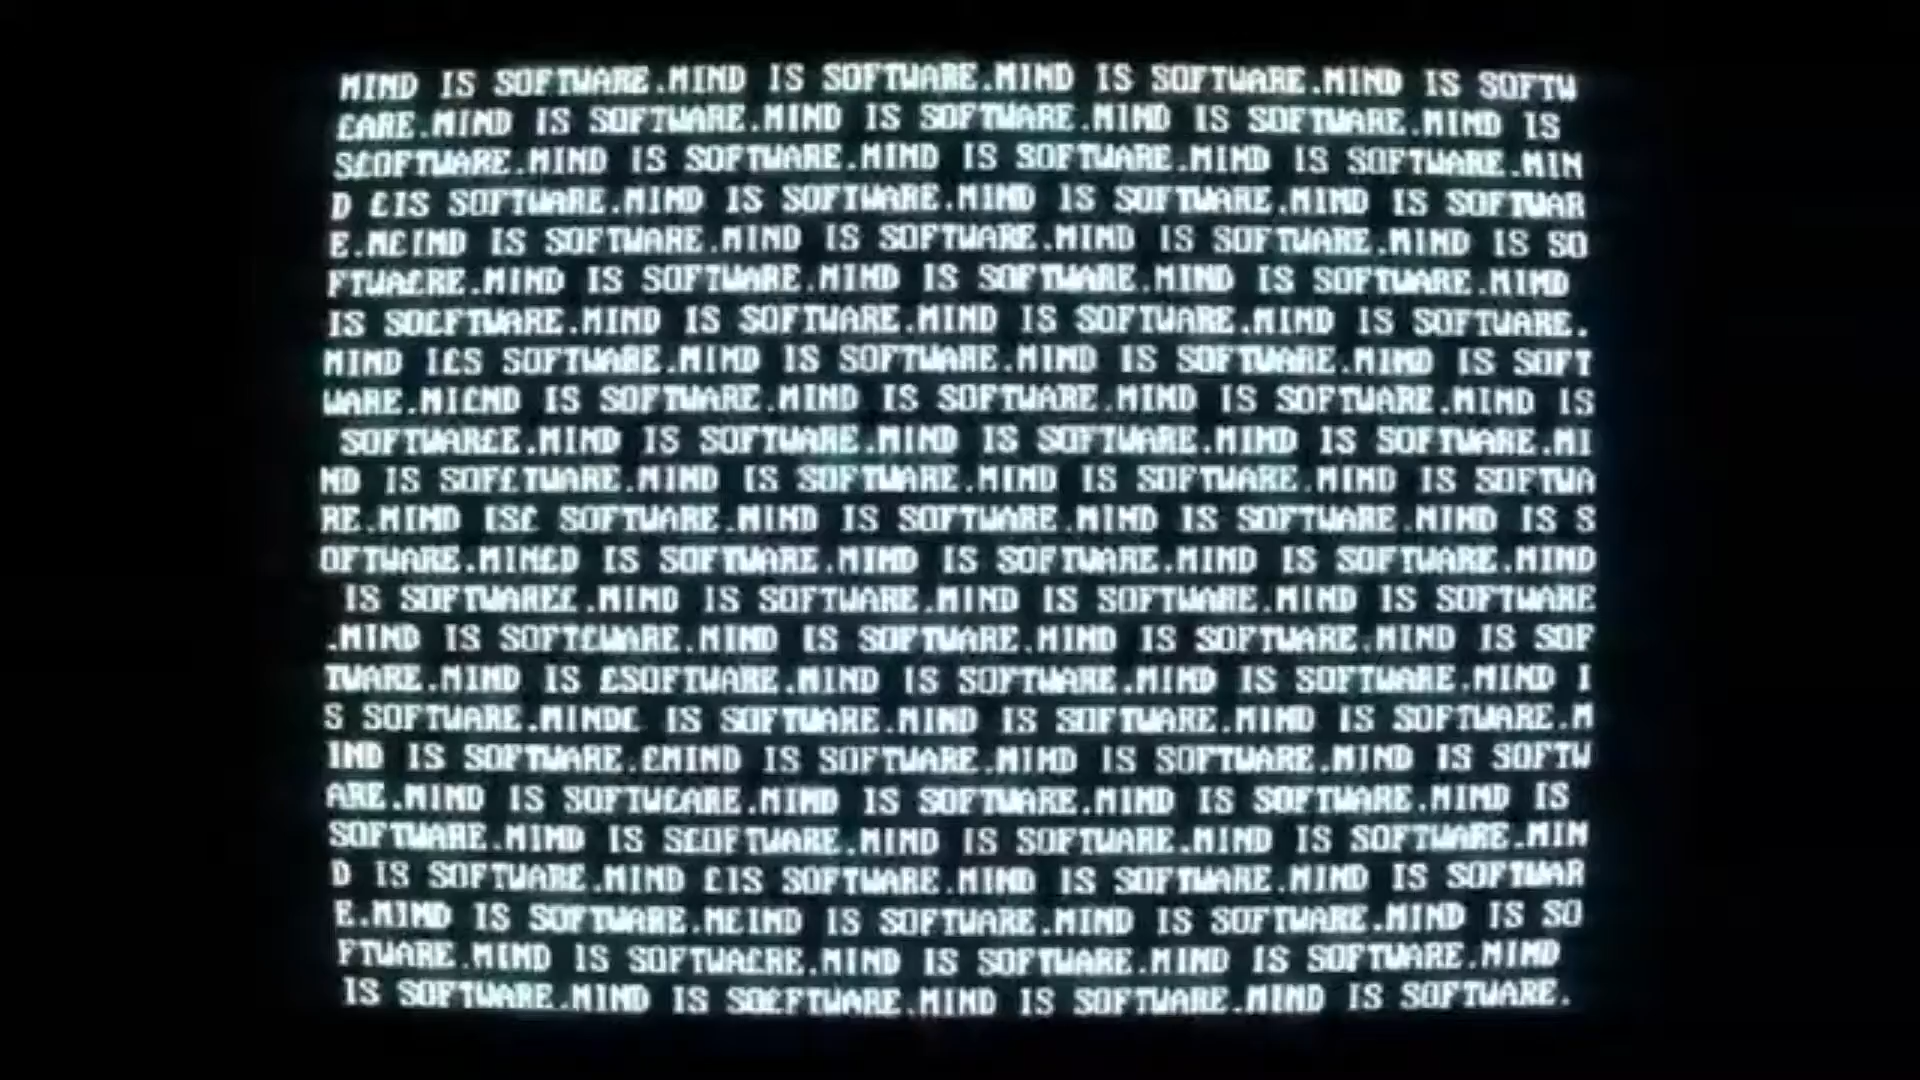 MIND IS SOFTWARE.MIND IS SOFTWARE.MIND IS SOFTWARE.MIND IS SOFTW
£ARE.MIND IS SOFTWARE.MIND IS SOFTWARE.MIND IS SOFTWARE.MIND IS
S£OFTWARE.MIND IS SOFTWARE.MIND IS SOFTWARE.MIND IS SOFTWARE.MIN
D £IS SOFTWARE.MIND IS SOFTWARE.MIND IS SOFTWARE.MIND IS SOFTWAR
E.M£IND IS SOFTWARE.MIND IS SOFTWARE.MIND IS SOFTWARE.MIND IS SO
FTWA£RE.MIND IS SOFTWARE.MIND IS SOFTWARE.MIND IS SOFTWARE.MIND
IS SO£FTWARE.MIND IS SOFTWARE.MIND IS SOFTWARE.MIND IS SOFTWARE.
MIND I£S SOFTWARE.MIND IS SOFTWARE.MIND IS SOFTWARE.MIND IS SOFT
WARE.MI£ND IS SOFTWARE.MIND IS SOFTWARE.MIND IS SOFTWARE.MIND IS
SOFTWAR£E.MIND IS SOFTWARE.MIND IS SOFTWARE.MIND IS SOFTWARE.MI
ND IS SOF£TWARE.MIND IS SOFTWARE.MIND IS SOFTWARE.MIND IS SOFTWA
RE.MIND IS£ SOFTWARE.MIND IS SOFTWARE.MIND IS SOFTWARE.MIND IS S
OFTWARE.MIN£D IS SOFTWARE.MIND IS SOFTWARE.MIND IS SOFTWARE.MIND
IS SOFTWARE£.MIND IS SOFTWARE.MIND IS SOFTWARE.MIND IS SOFTWARE
.MIND IS SOFT£WARE.MIND IS SOFTWARE.MIND IS SOFTWARE.MIND IS SOF
TWARE.MIND IS £SOFTWARE.MIND IS SOFTWARE.MIND IS SOFTWARE.MIND I
S SOFTWARE.MIND£ IS SOFTWARE.MIND IS SOFTWARE.MIND IS SOFTWARE.M
IND IS SOFTWARE.£MIND IS SOFTWARE.MIND IS SOFTWARE.MIND IS SOFTW
ARE.MIND IS SOFTW£ARE.MIND IS SOFTWARE.MIND IS SOFTWARE.MIND IS
SOFTWARE.MIND IS S£OFTWARE.MIND IS SOFTWARE.MIND IS SOFTWARE.MIN
D IS SOFTWARE.MIND £IS SOFTWARE.MIND IS SOFTWARE.MIND IS SOFTWAR
E.MIND IS SOFTWARE.M£IND IS SOFTWARE.MIND IS SOFTWARE.MIND IS SO
FTWARE.MIND IS SOFTWA£RE.MIND IS SOFTWARE.MIND IS SOFTWARE.MIND
IS SOFTWARE.MIND IS SO£FTWARE.MIND IS SOFTWARE.MIND IS SOFTWARE.